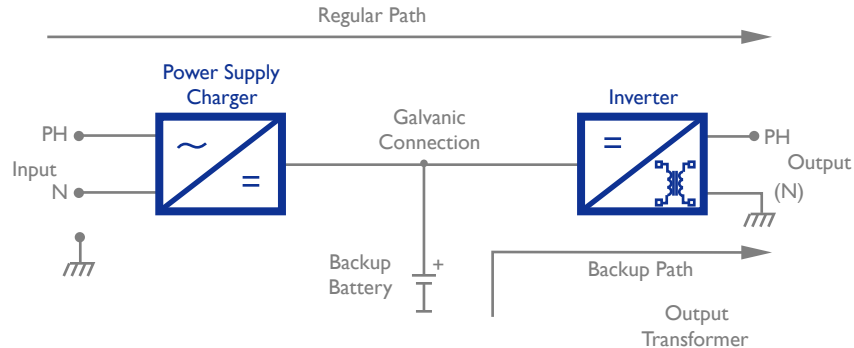 Regular Path
Power Supply
Charger
Inverter
Galvanic
Connection
PH
PH
Input
Output
N
(N)
+
Backup
Battery
Backup Path
Output
Transformer